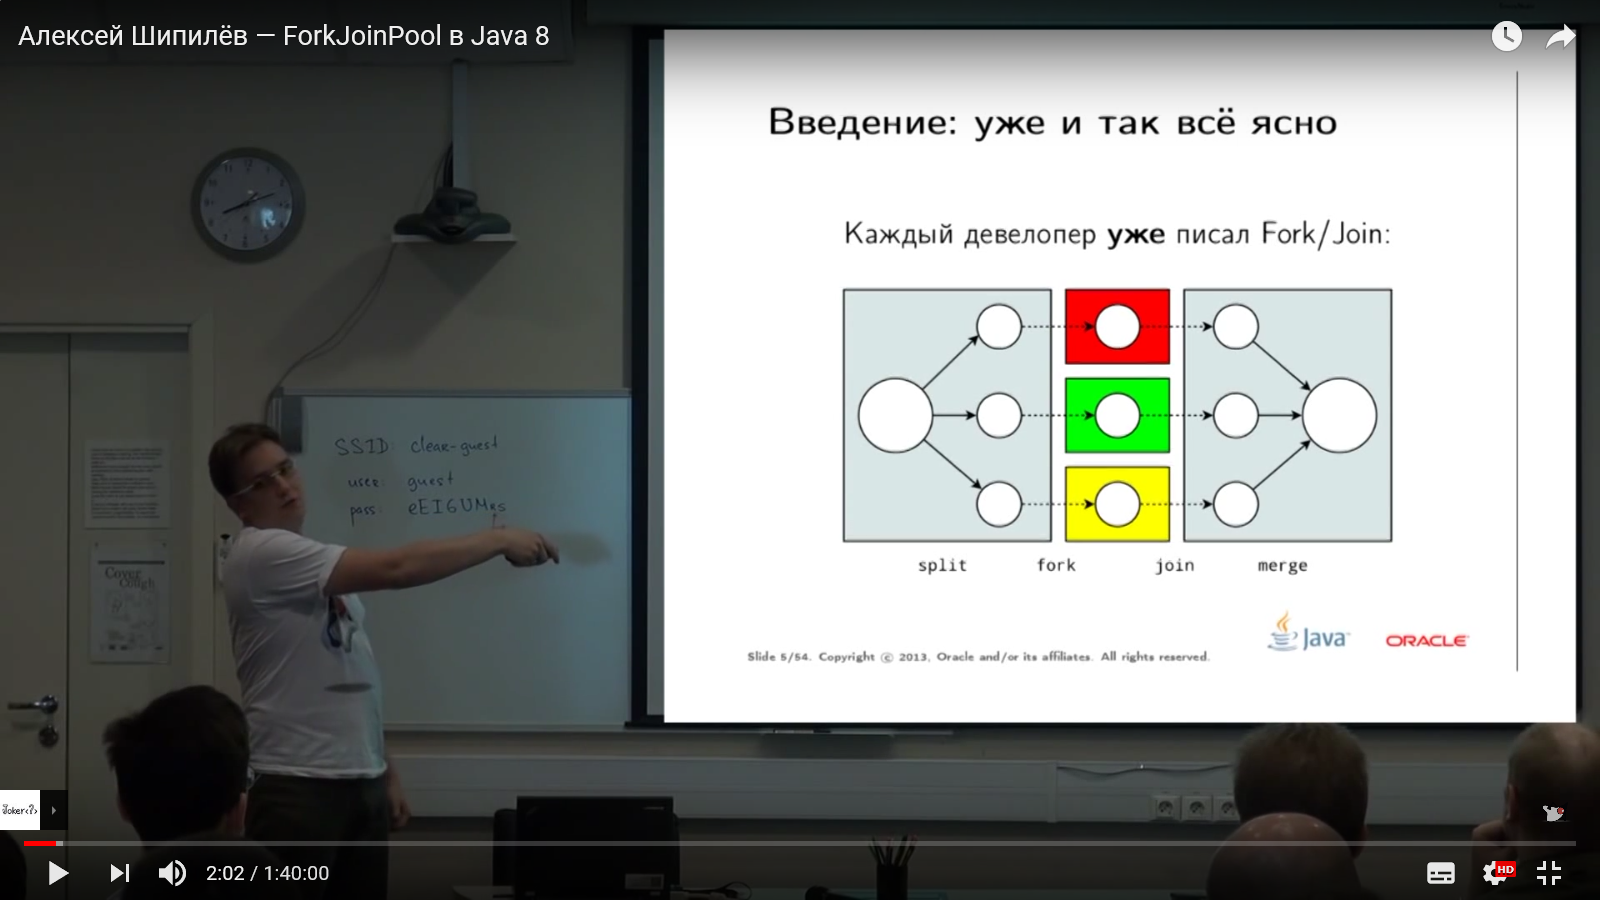 Алексей Шипилёв — ForkJoinPool в Java 8
Введение: уже и так всё ясно
Каждый девелопер уже писал Fork/Join:
split fork join merge
Java
ORACLE
Slide 5/54. Copyright © 2013, Oracle and/or its affiliates. All rights reserved.
SSID: clear-guest
user: guest
pass:
Cover
Cough
Joker<?>
2:02 / 1:40:00
HD